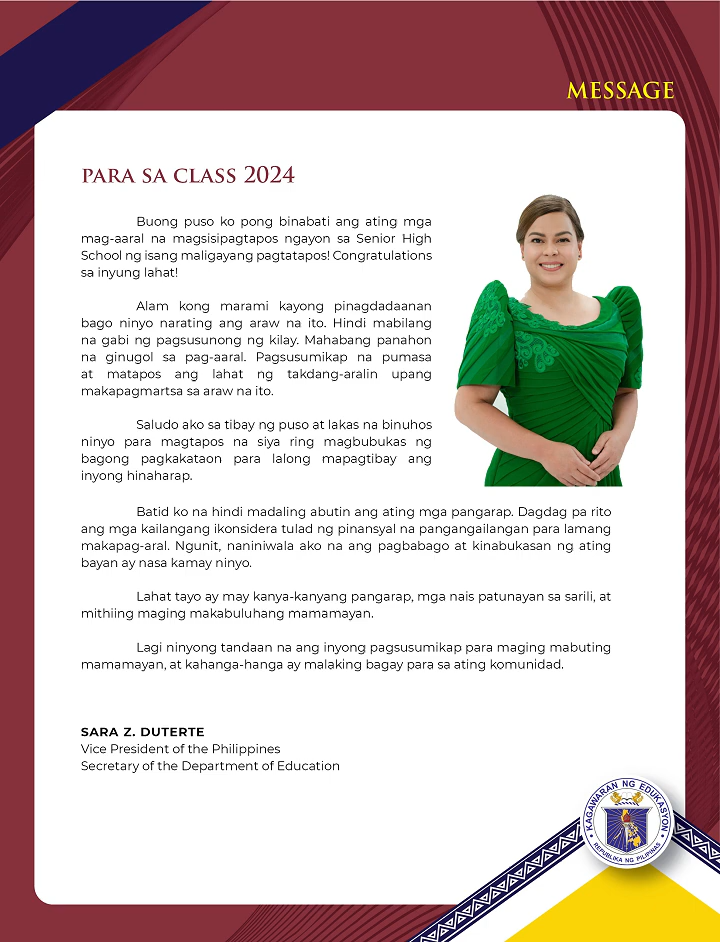 MESSAGE
PARA SA CLASS 2024
Buong puso ko pong binabati ang ating mga
mag-aaral na magsisipagtapos ngayon sa Senior High
School ng isang maligayang pagtatapos! Congratulations
sa inyung lahat!
Alam kong marami kayong pinagdadaanan
bago ninyo narating ang araw na ito. Hindi mabilang
na gabi ng pagsusunong ng kilay. Mahabang panahon
na ginugol sa pag-aaral. Pagsusumikap na pumasa
at matapos ang lahat ng takdang-aralin upang
makapagmartsa sa araw na ito.
Saludo ako sa tibay ng puso at lakas na binuhos
ninyo para magtapos na siya ring magbubukas ng
bagong pagkakataon para lalong mapagtibay ang
inyong hinaharap.
Batid ko na hindi madaling abutin ang ating mga pangarap. Dagdag pa rito
ang mga kailangang ikonsidera tulad ng pinansyal na pangangailangan para lamang
makapag-aral. Ngunit, naniniwala ako na ang pagbabago at kinabukasan ng ating
bayan ay nasa kamay ninyo.
Lahat tayo ay may kanya-kanyang pangarap, mga nais patunayan sa sarili, at
mithiing maging makabuluhang mamamayan.
Lagi ninyong tandaan na ang inyong pagsusumikap para maging mabuting
mamamayan, at kahanga-hanga ay malaking bagay para sa ating komunidad.
SARA Z. DUTERTE
Vice President of the Philippines
Secretary of the Department of Education
KAGAWARAN NG EDUKASYON
REPUBLIKA NG PILIPINAS